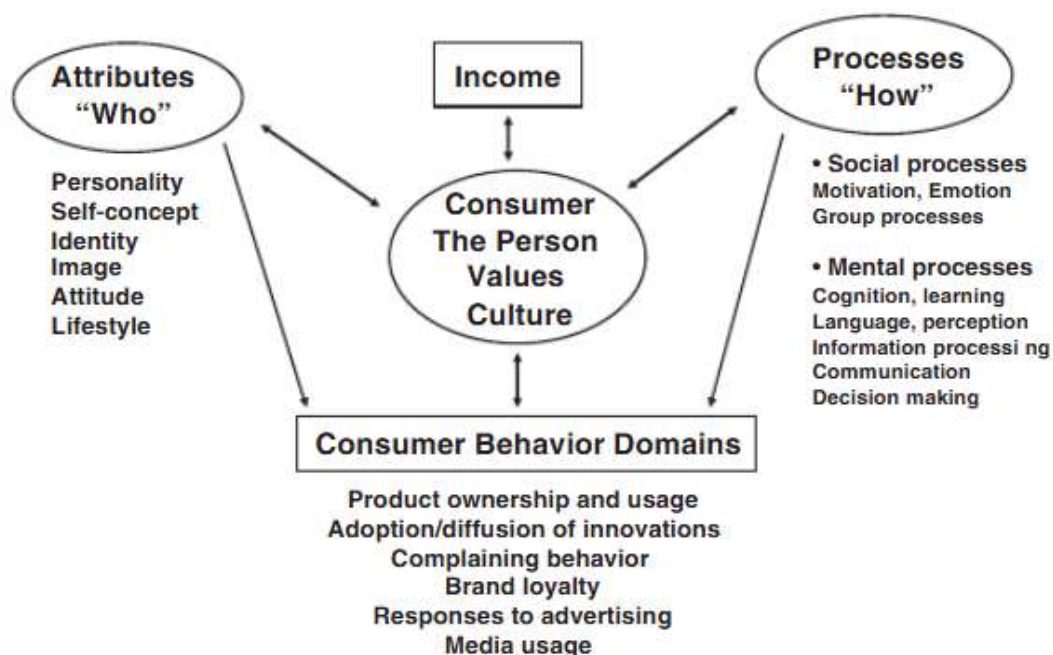 Attributes
“Who”
Personality
Self-concept
Identity
Image
Attitude
Lifestyle
Income
Processes
“How”
• Social processes
Motivation, Emotion
Group processes
• Mental processes
Cognition, learning
Language, perception
Information processi ng
Communication
Decision making
Consumer
The Person
Values
Culture
Consumer Behavior Domains
Product ownership and usage
Adoption/diffusion of innovations
Complaining behavior
Brand loyalty
Responses to advertising
Media usage